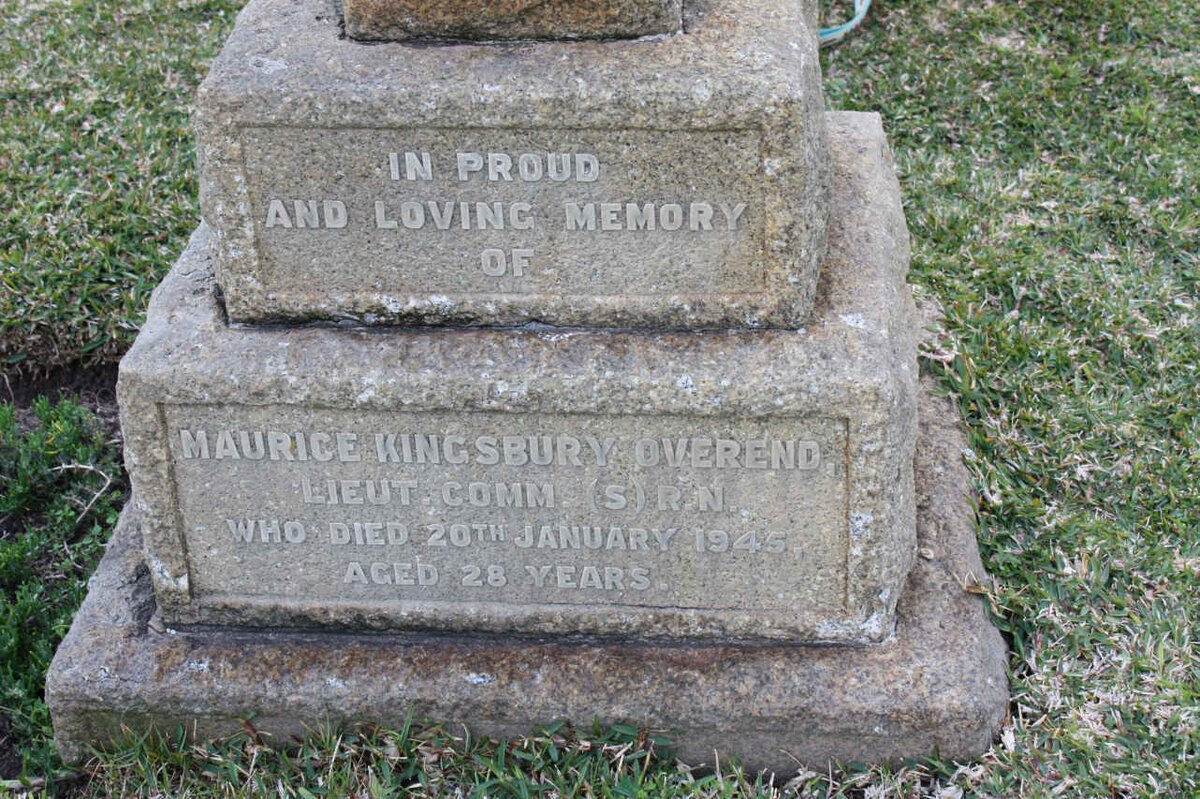 IN PROUD
AND LOVING MEMORY
OF
MAURICE KINGSBURY OVEREND,
LIEUT. COMM. (S) R.N.
WHO DIED 20TH JANUARY 1945,
AGED 28 YEARS.